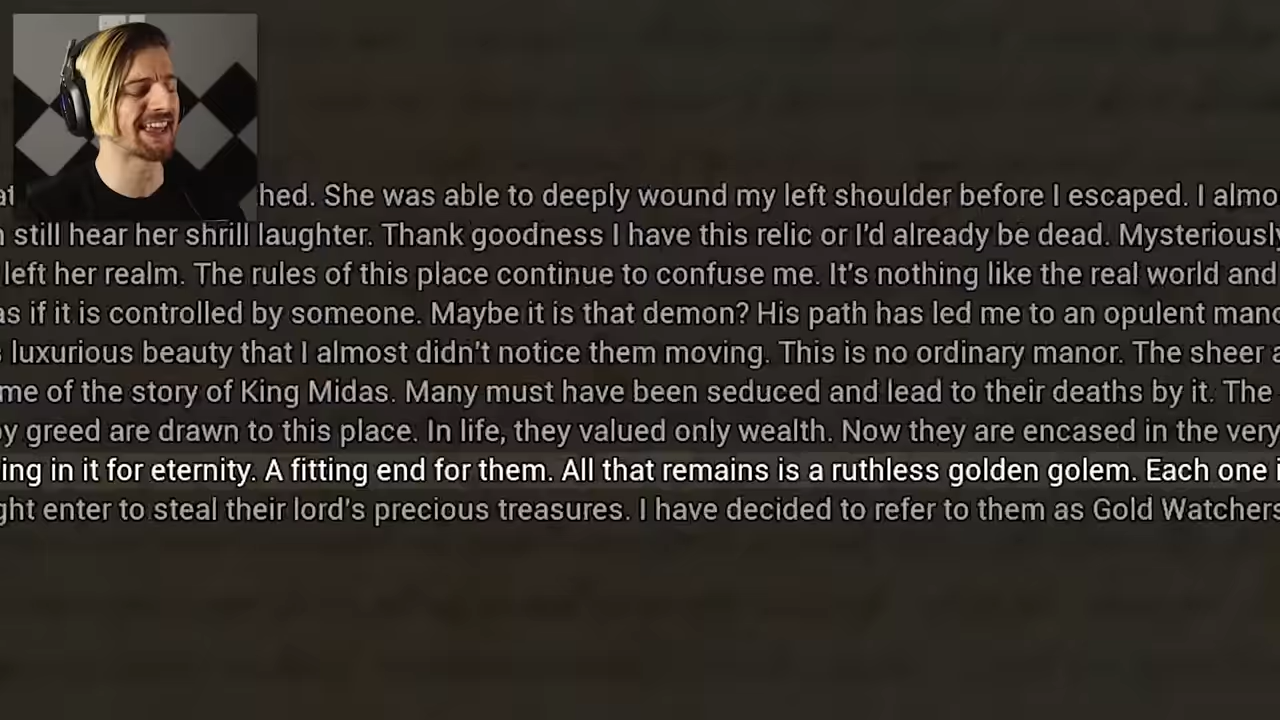 hed. She was able to deeply wound my left shoulder before I escaped. I almo
still hear her shrill laughter. Thank goodness I have this relic or I'd already be dead. Mysteriously
left her realm. The rules of this place continue to confuse me. It's nothing like the real world and
as if it is controlled by someone. Maybe it is that demon? His path has led me to an opulent mano
luxurious beauty that I almost didn't notice them moving. This is no ordinary manor. The sheer a
me of the story of King Midas. Many must have been seduced and lead to their deaths by it. The
by greed are drawn to this place. In life, they valued only wealth. Now they are encased in the very
ing in it for eternity. A fitting end for them. All that remains is a ruthless golden golem. Each one i
ght enter to steal their lord's precious treasures. I have decided to refer to them as Gold Watchers